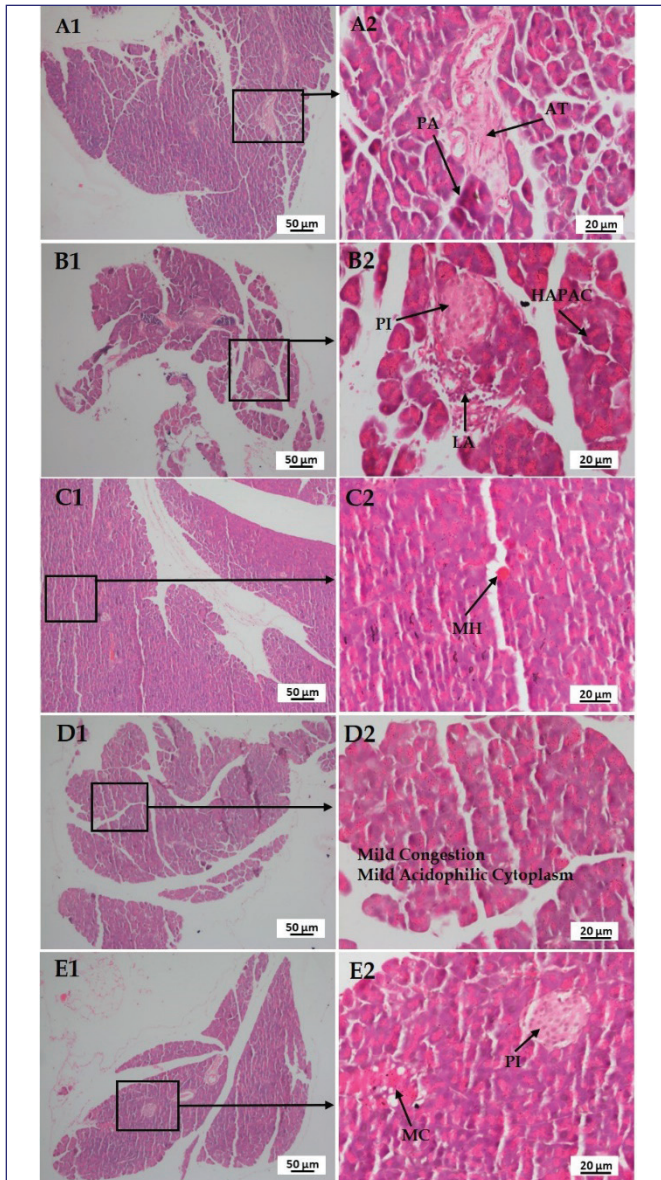 A1
A2
PA
AT
50 µm
20 µm
B1
B2
HAPAC
PI
LA
50 µm
20 µm
C1
C2
MH
50 µm
20 µm
D1
D2
Mild Congestion
Mild Acidophilic Cytoplasm
50 µm
20 µm
E1
E2
PI
MC
50 µm
20 µm